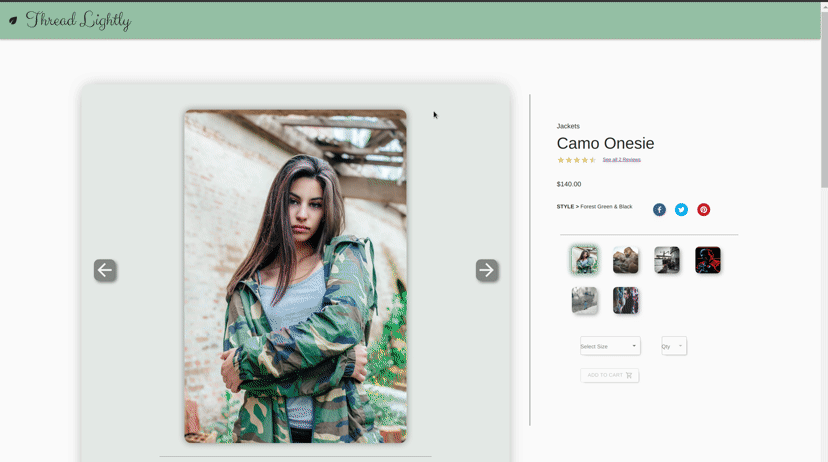 Thread Lightly
Jackets
Camo Onesie
See all 2 Reviews
$140.00
STYLE > Forest Green & Black
Select Size
Qty
ADD TO CART